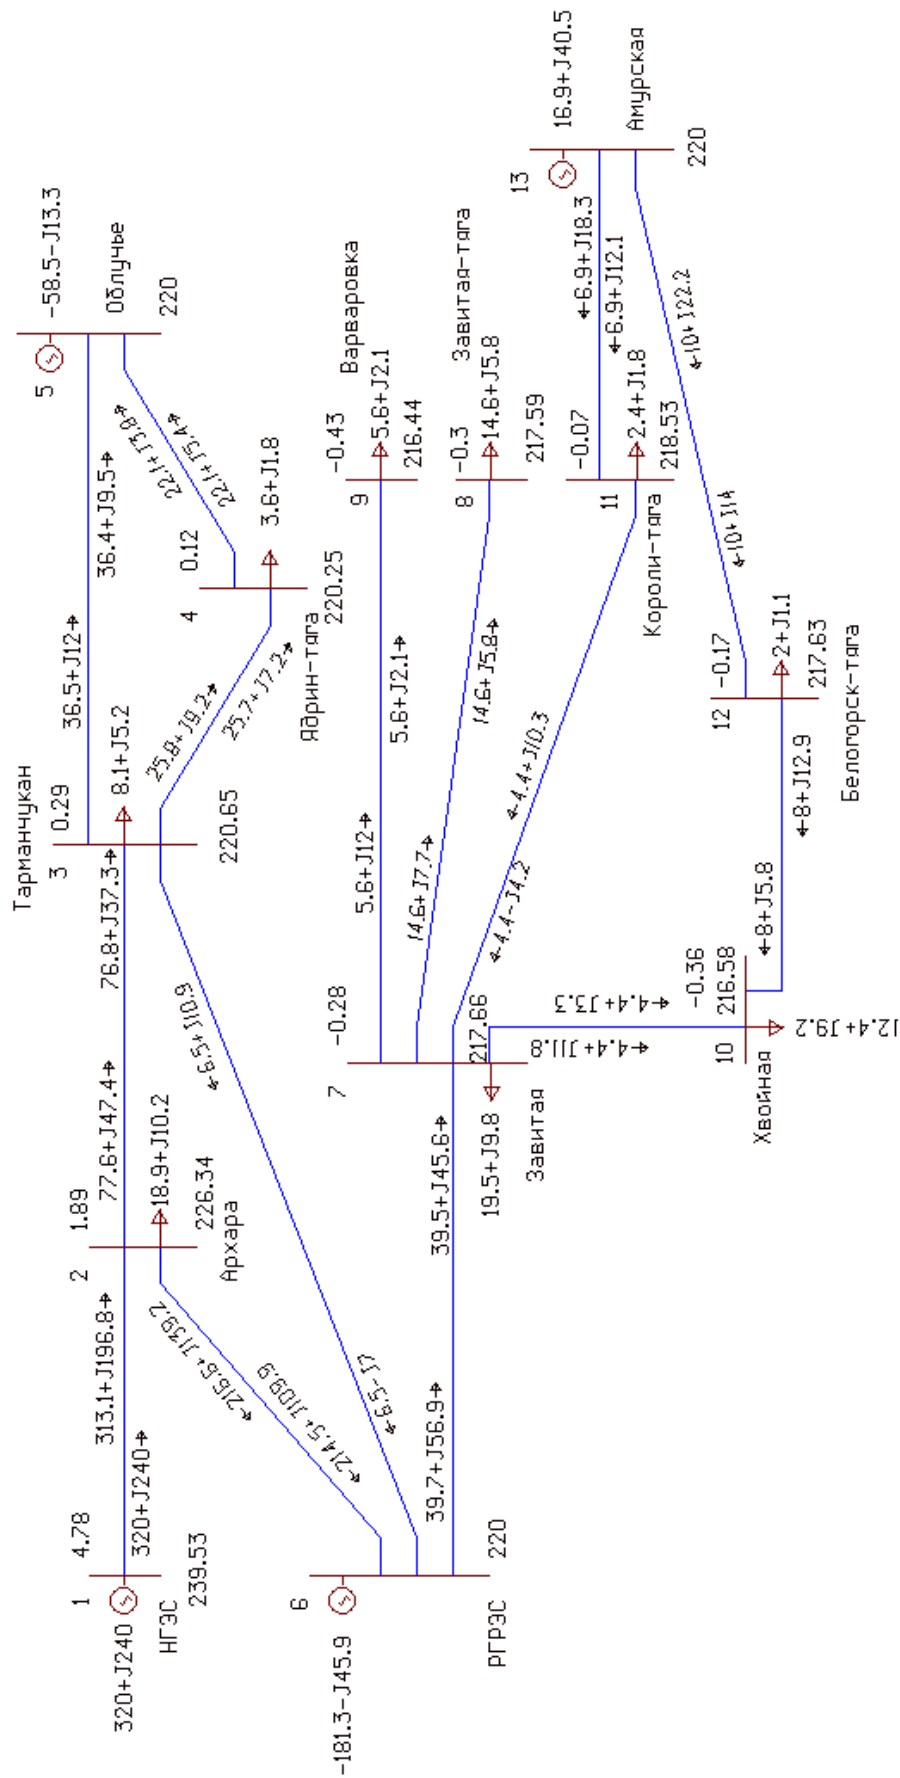 320+J240
1
4.78
НГЭС
239.53
320+J240→
313.1+J196.8→
2
1.89
18.9+J10.2
226.34
Архара
77.6+J47.4→
76.8+J37.3→
Тарманчукан
3
0.29
8.1+J5.2
220.65
36.5+J12→
36.4+J9.5→
5
-58.5-J13.3
Облучье
220
25.8+J9.2→
25.7+J7.2→
4
0.12
3.6+J1.8
220.25
Ядрин-тяга
22.1+J3.8→
22.1+J5.4→
←216.6+J139.2
←214.5+J109.9
←6.5+J10.9
←6.5-J7
-181.3-J45.9
6
РГРЭС
220
39.7+J56.9→
39.5+J45.6→
7
-0.28
217.66
19.5+J9.8
Завитая
5.6+J12→
5.6+J2.1→
9
-0.43
5.6+J2.1
216.44
Варваровка
14.6+J7.7→
14.6+J5.8→
8
-0.3
14.6+J5.8
217.59
Завитая-тяга
←4.4-J4.2
←4.4+J10.3
11
-0.07
2.4+J1.8
218.53
Короли-тяга
←6.9+J18.3
←6.9+J12.1
13
16.9+J40.5
Амурская
220
←10+J22.2
←10+J14
12
-0.17
2+J1.1
217.63
Белогорск-тяга
←8+J12.9
←8+J5.8
10
-0.36
216.58
12.4+J9.2
Хвойная
←4.4+J3.3
←4.4+J11.8